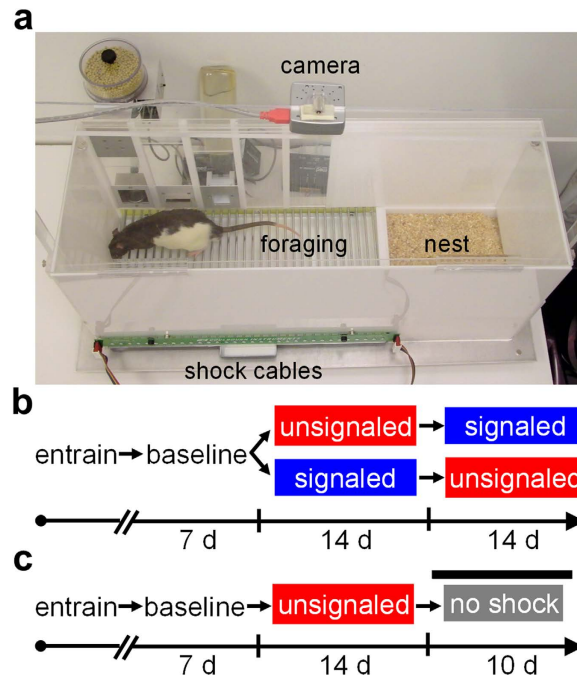 a
camera
foraging
nest
shock cables
b
unsignaled
signaled
entrain
baseline
signaled
unsignaled
7 d
14 d
14 d
c
entrain
baseline
unsignaled
no shock
7 d
14 d
10 d